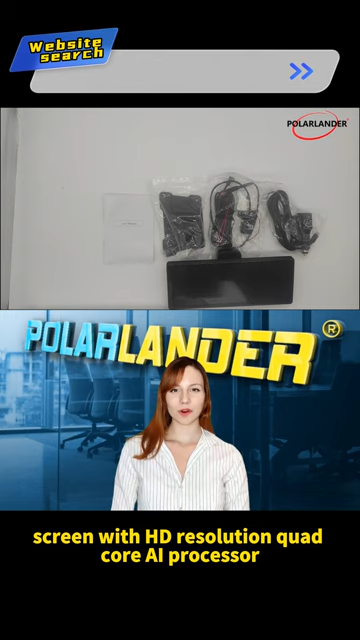 Website
search
POLARLANDER
POLARLANDER®
screen with HD resolution quad
core AI processor